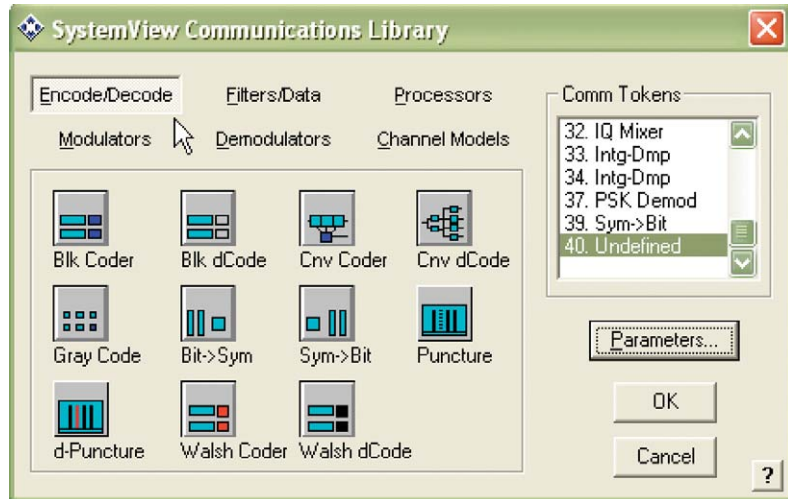 SystemView Communications Library
Encode/Decode
Filters/Data
Processors
Modulators
Demodulators
Channel Models
Blk Coder
Blk dCode
Cnv Coder
Cnv dCode
Gray Code
Bit->Sym
Sym->Bit
Puncture
d-Puncture
Walsh Coder
Walsh dCode
Comm Tokens
32. IQ Mixer
33. Intg-Dmp
34. Intg-Dmp
37. PSK Demod
39. Sym->Bit
40. Undefined
Parameters...
OK
Cancel
?